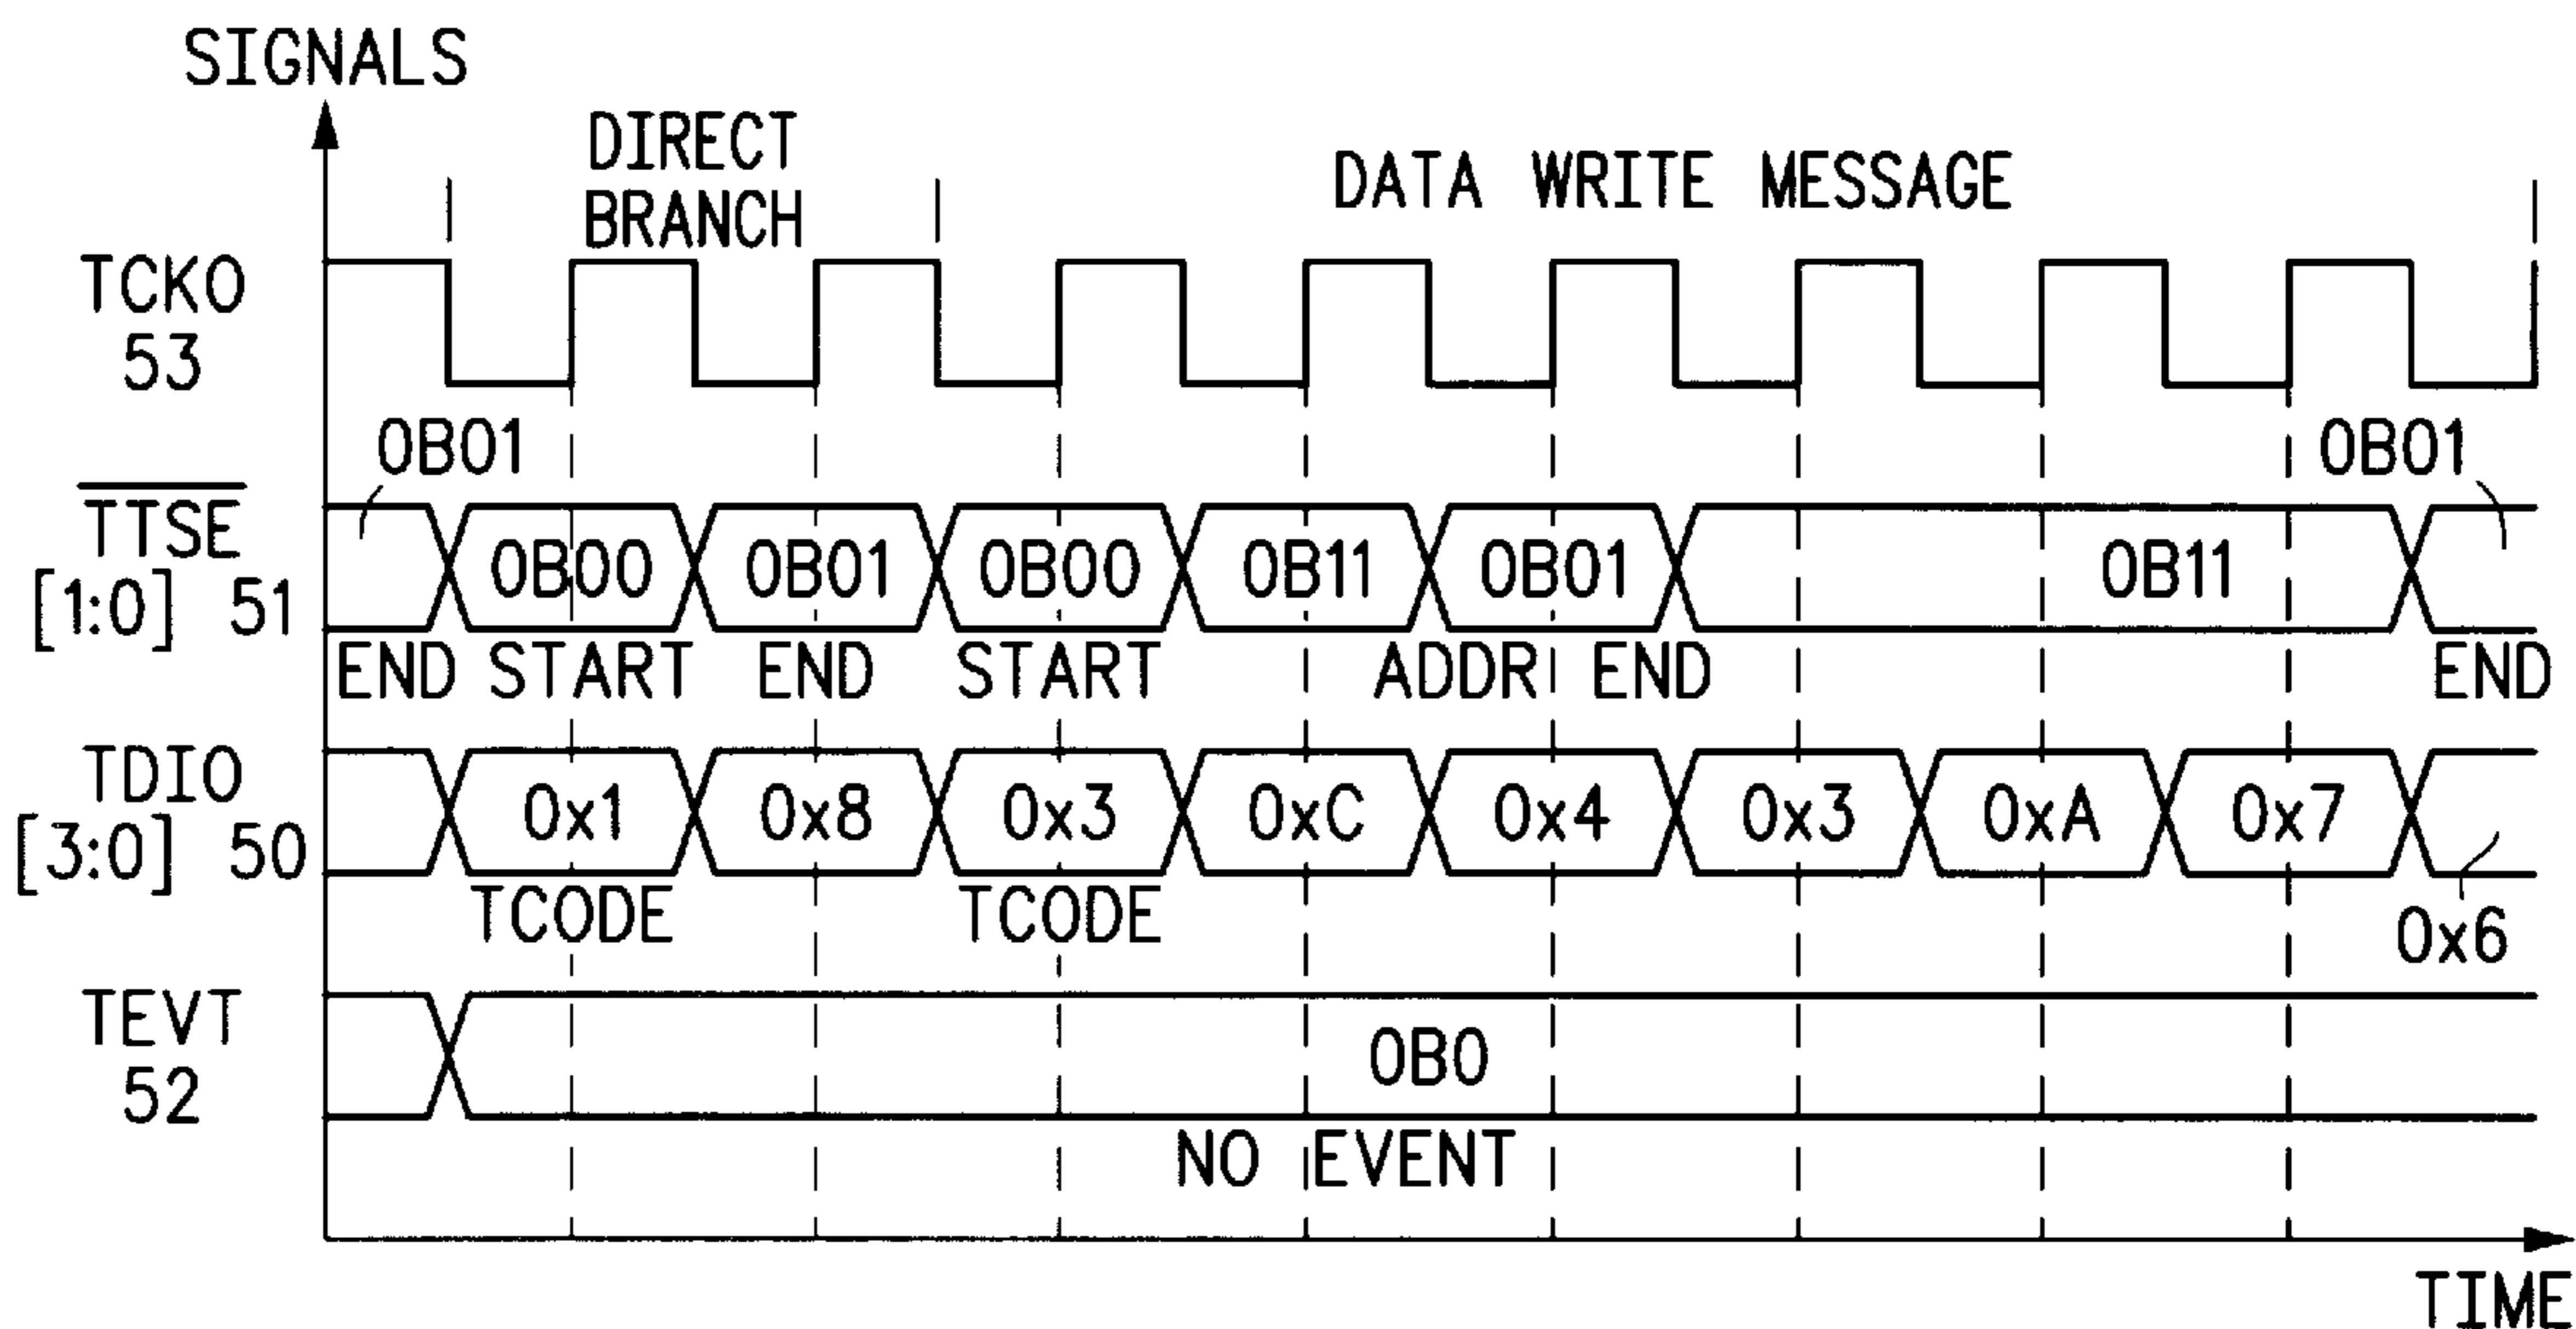 SIGNALS
DIRECT
BRANCH
DATA WRITE MESSAGE
TCKO
53
0B01
0B01
TTSE
[1:0] 51
0B00 0B01 0B00 0B11 0B01 0B11
END START END START ADDR END END
TDIO
[3:0] 50
0x1 0x8 0x3 0xC 0x4 0x3 0xA 0x7
TCODE TCODE
0x6
TEVT
52
0B0
NO EVENT
TIME